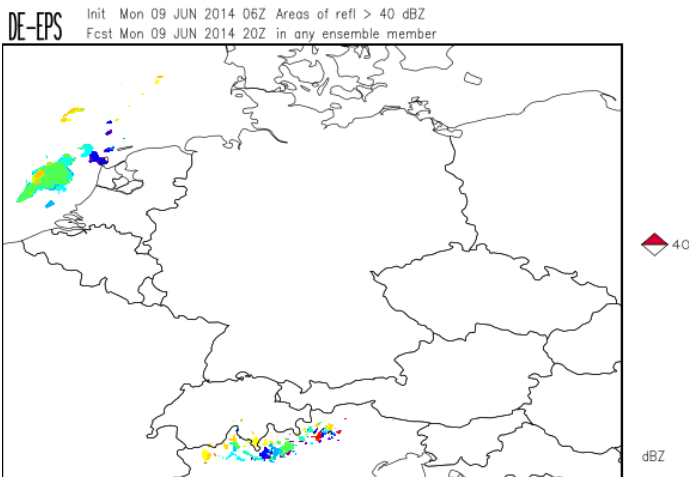 DE-EPS
Init Mon 09 JUN 2014 06Z Areas of refl > 40 dBZ
Fcst Mon 09 JUN 2014 20Z in any ensemble member
40
dBZ